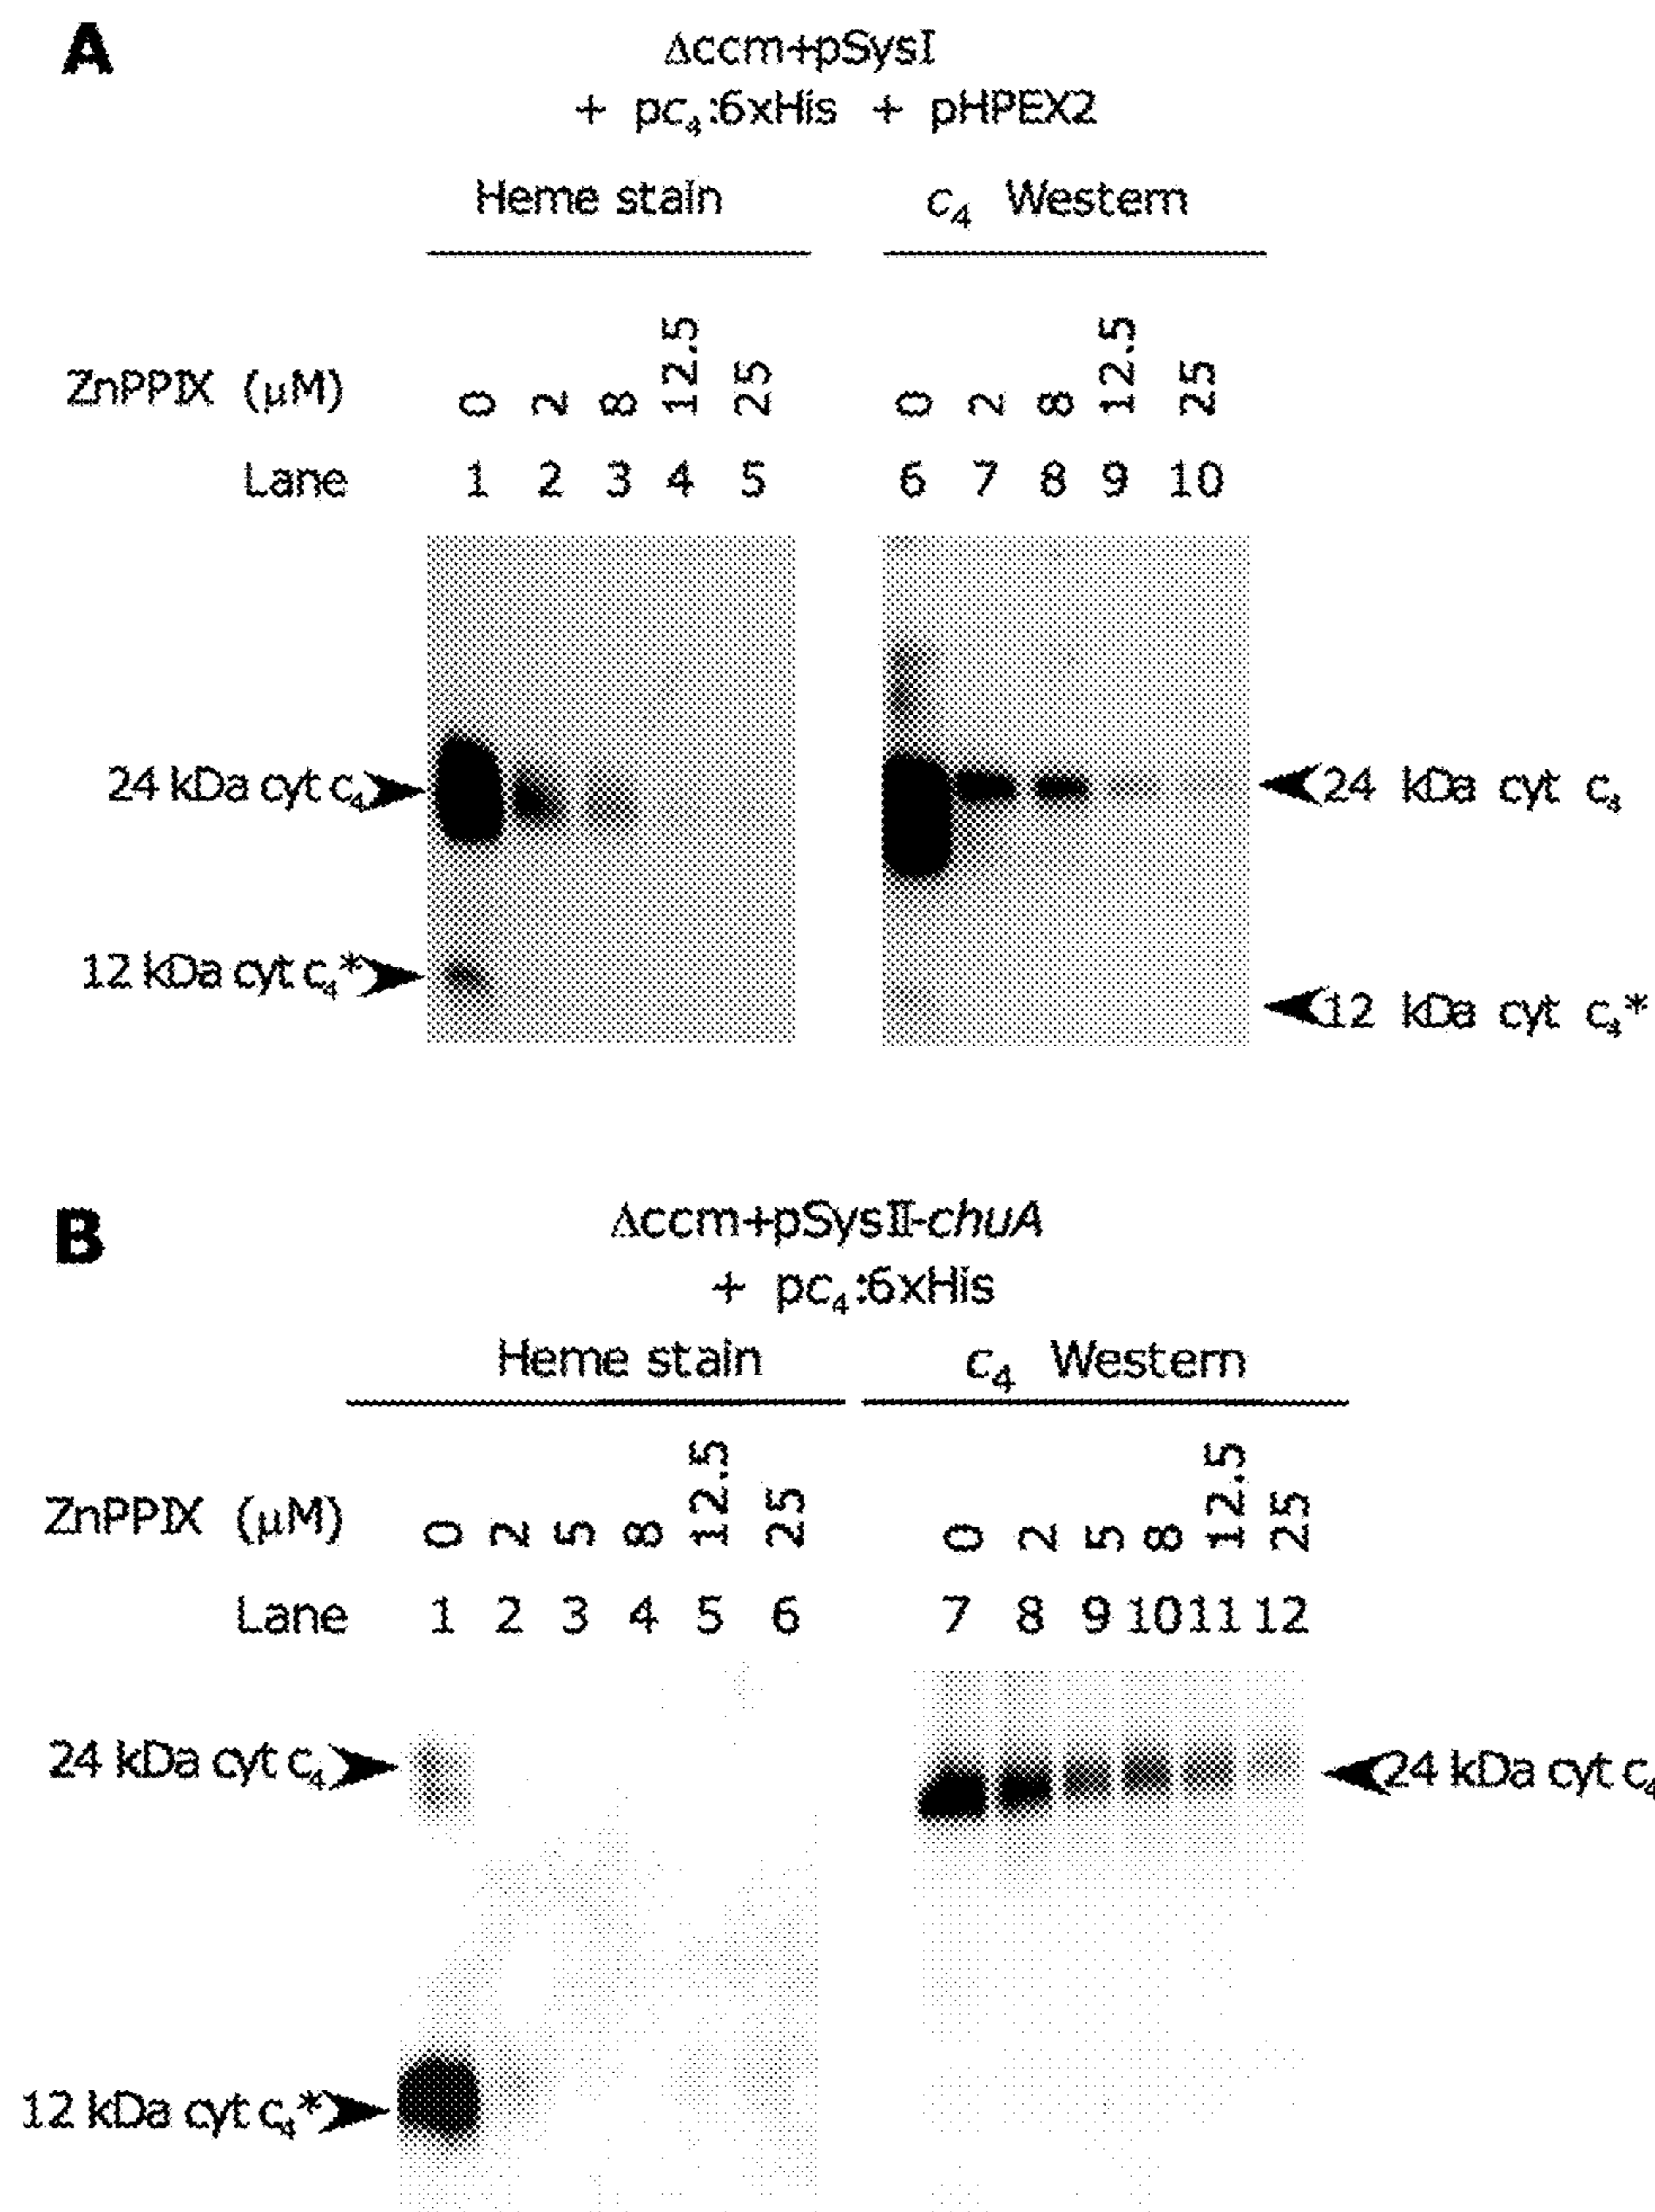 A
Δccm+pSysI
+ pc₄:6xHis + pHPEX2
Heme stain c₄ Western
ZnPPIX (μM) 0 2 8 12.5 25 0 2 8 12.5 25
Lane 1 2 3 4 5 6 7 8 9 10
24 kDa cyt c₄ 24 kDa cyt c₄
12 kDa cyt c₄* 12 kDa cyt c₄*
B
Δccm+pSysII-chuA
+ pc₄:6xHis
Heme stain c₄ Western
ZnPPIX (μM) 0 2 5 8 12.5 25 0 2 5 8 12.5 25
Lane 1 2 3 4 5 6 7 8 9 10 11 12
24 kDa cyt c₄ 24 kDa cyt c₄
12 kDa cyt c₄*